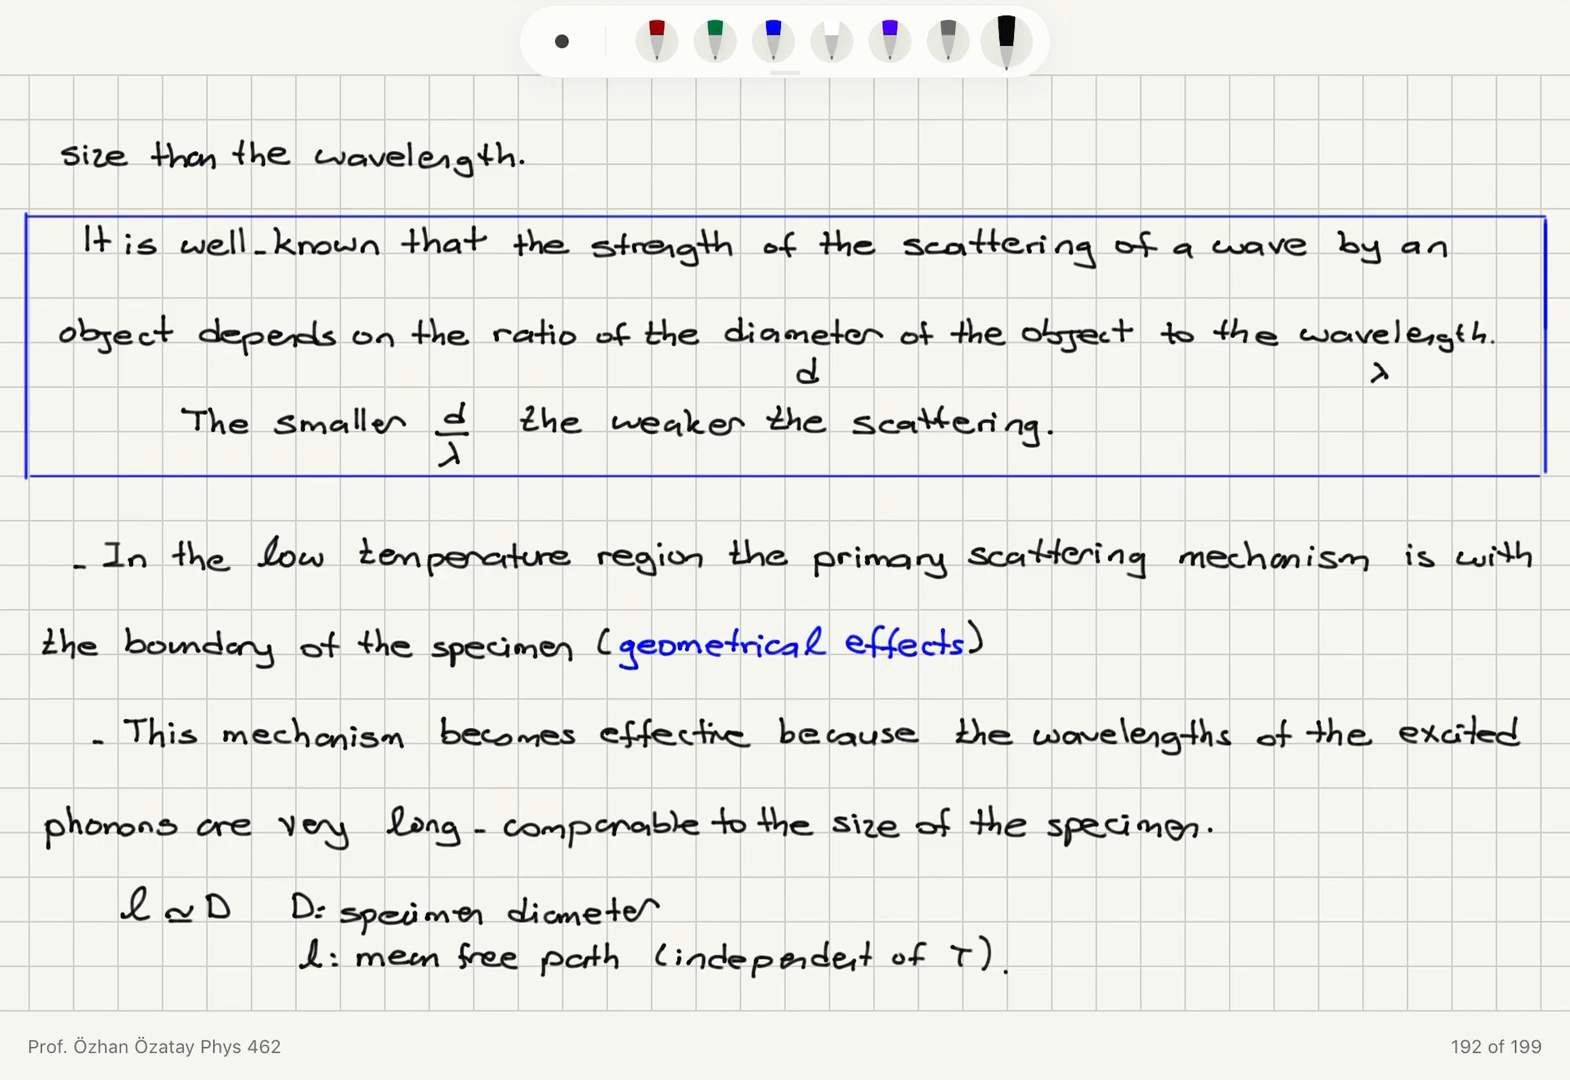 size than the wavelength.
It is well-known that the strength of the scattering of a wave by an
object depends on the ratio of the diameter of the object to the wavelength.
d λ
The smaller d/λ the weaker the scattering.
- In the low temperature region the primary scattering mechanism is with
the boundary of the specimen (geometrical effects)
- This mechanism becomes effective because the wavelengths of the excited
phonons are very long - comparable to the size of the specimen.
l ≃ D D: specimen diameter
l: mean free path (independent of T).
Prof. Özhan Özatay Phys 462
192 of 199